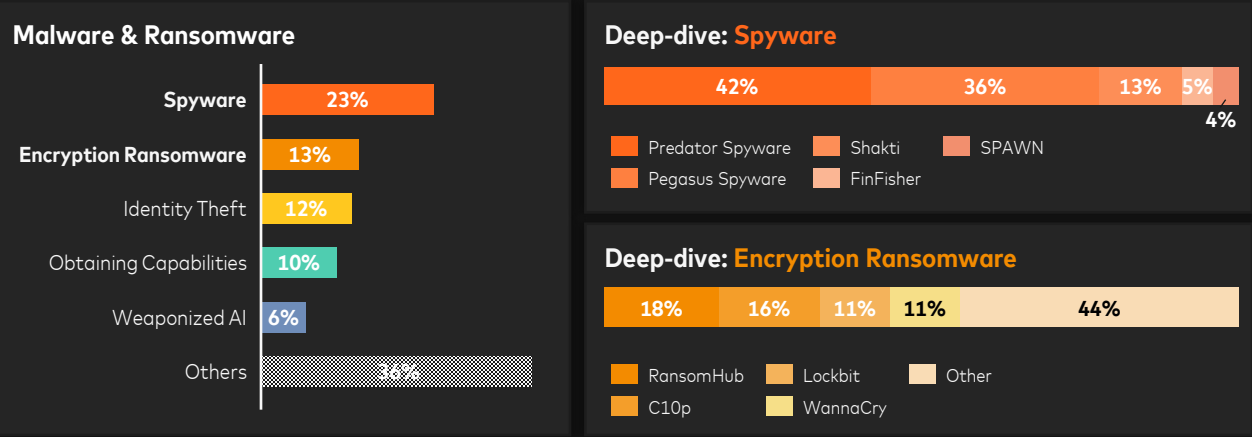 Malware & Ransomware
Spyware 23%
Encryption Ransomware 13%
Identity Theft 12%
Obtaining Capabilities 10%
Weaponized AI 6%
Others 36%
Deep-dive: Spyware
42% 36% 13% 5%
4%
Predator Spyware Shakti SPAWN
Pegasus Spyware FinFisher
Deep-dive: Encryption Ransomware
18% 16% 11% 11% 44%
RansomHub Lockbit Other
C10p WannaCry